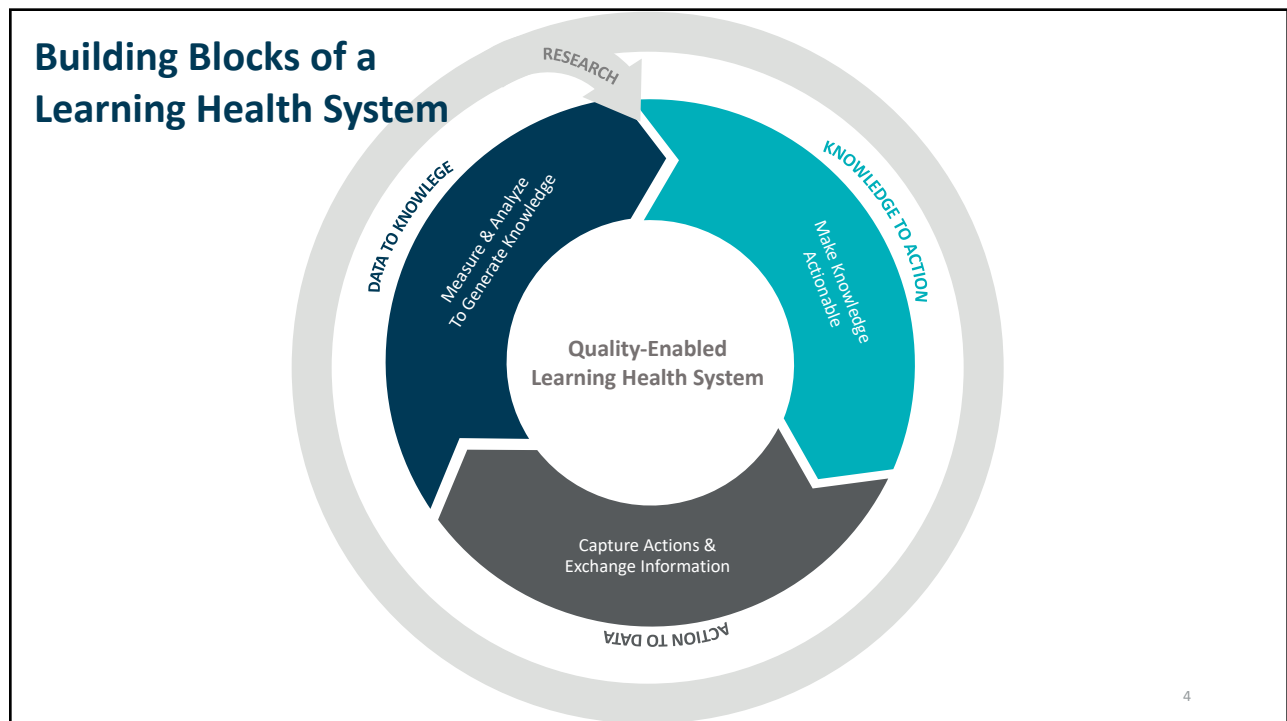 Building Blocks of a
Learning Health System
RESEARCH
DATA TO KNOWLEGE
Measure & Analyze
To Generate Knowledge
KNOWLEDGE TO ACTION
Make Knowledge
Actionable
Quality-Enabled
Learning Health System
Capture Actions &
Exchange Information
ACTION TO DATA
4